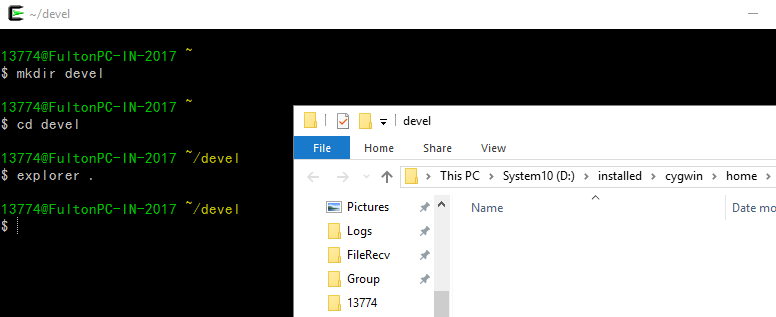 ~/devel
13774@FultonPC-IN-2017 ~
$ mkdir devel
13774@FultonPC-IN-2017 ~
$ cd devel
13774@FultonPC-IN-2017 ~/devel
$ explorer .
13774@FultonPC-IN-2017 ~/devel
$
devel
File Home Share View
This PC System10 (D:) installed cygwin home
Name Date mo
Pictures
Logs
FileRecv
Group
13774